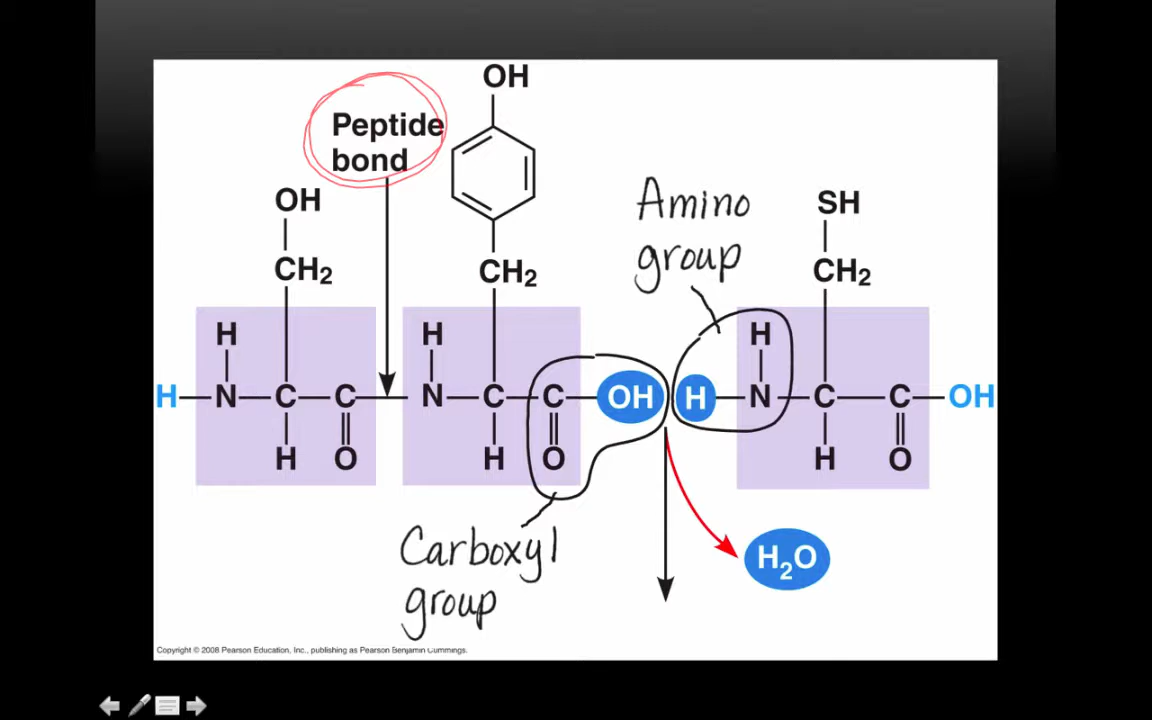 OH
Peptide
bond
OH
Amino
group
SH
CH2
CH2
CH2
H
H
H
H N C C N C C OH H N C C OH
H O H O H O
Carboxyl
group
H2O
Copyright © 2008 Pearson Education, Inc., publishing as Pearson Benjamin Cummings.